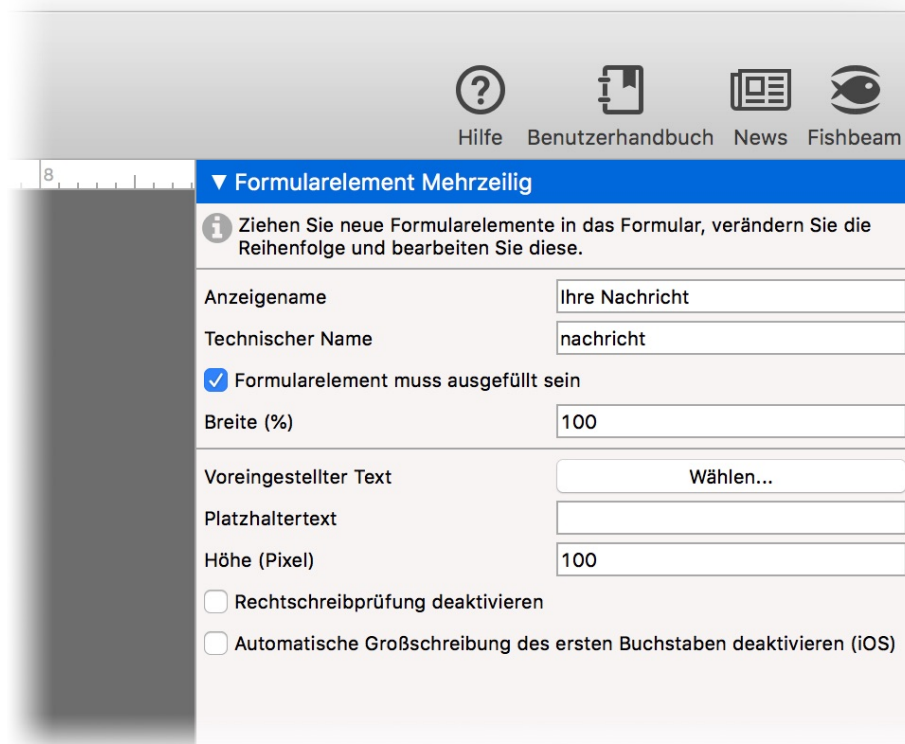 Hilfe Benutzerhandbuch News Fishbeam
8
▼ Formularelement Mehrzeilig
Ziehen Sie neue Formularelemente in das Formular, verändern Sie die
Reihenfolge und bearbeiten Sie diese.
Anzeigename Ihre Nachricht
Technischer Name nachricht
Formularelement muss ausgefüllt sein
Breite (%) 100
Voreingestellter Text Wählen...
Platzhaltertext
Höhe (Pixel) 100
Rechtschreibprüfung deaktivieren
Automatische Großschreibung des ersten Buchstaben deaktivieren (iOS)